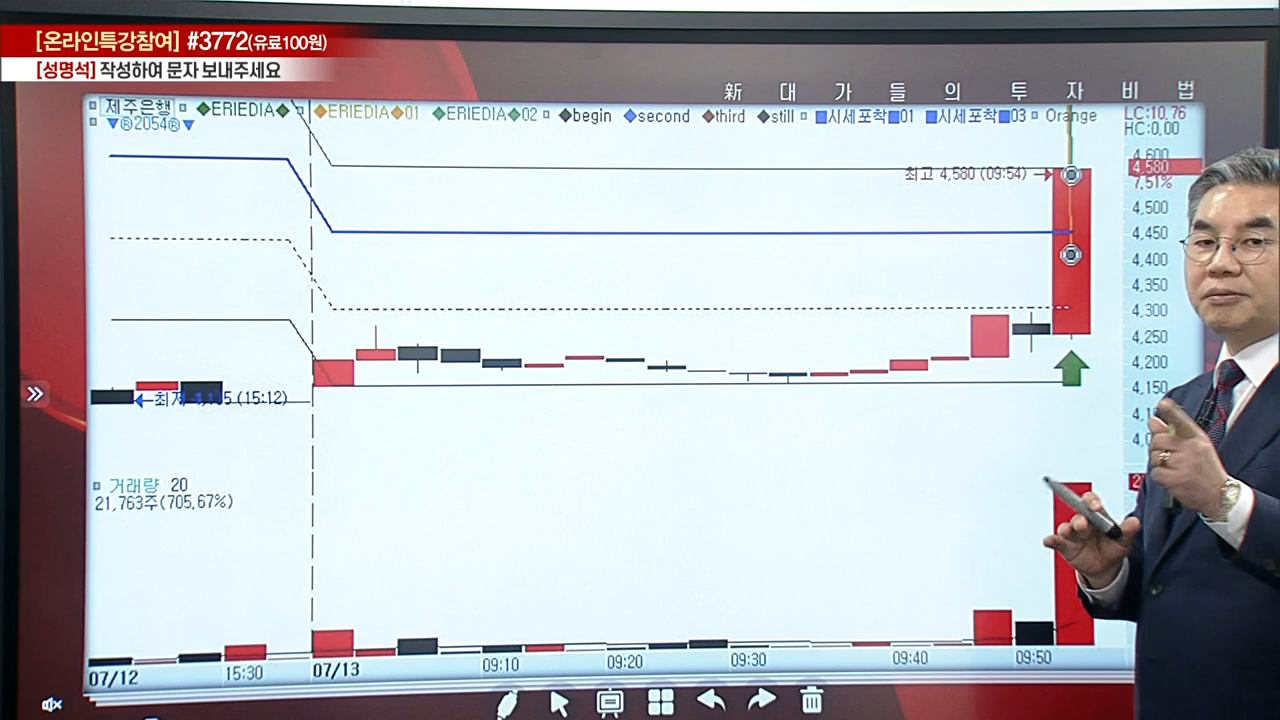 [온라인특강참여] #3772(유료100원)
[성명석] 작성하여 문자 보내주세요
新 대 가 들 의 투 자 비 법
제주은행 ERIEDIA ERIEDIA 01 ERIEDIA 02 begin second third still 시세포착 01 시세포착 03 Orange
LC:10,76
®2054®
HC:0,00
4,600
4,580
최고 4,580 (09:54)
7,51%
4,500
4,450
4,400
4,350
4,300
4,250
4,200
4,150
(15:12)
거래량 20
21,763주(705,67%)
07/12 15:30 07/13 09:10 09:20 09:30 09:40 09:50